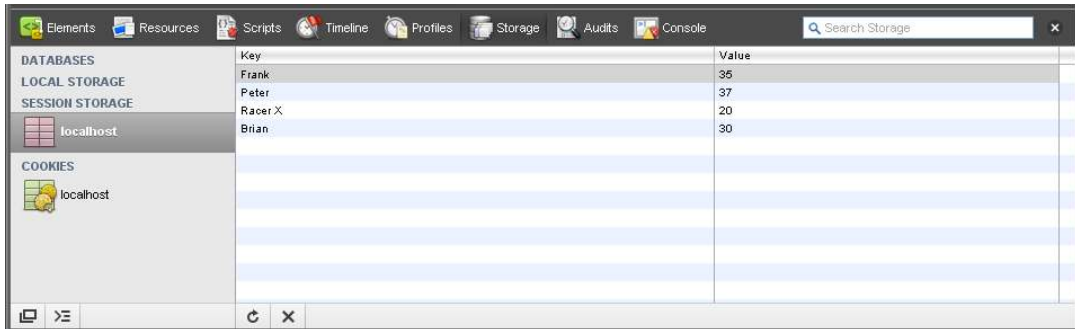 Elements Resources Scripts Timeline Profiles Storage Audits Console Search Storage
DATABASES
LOCAL STORAGE
SESSION STORAGE
localhost
COOKIES
localhost
Key Value
Frank 35
Peter 37
Racer X 20
Brian 30